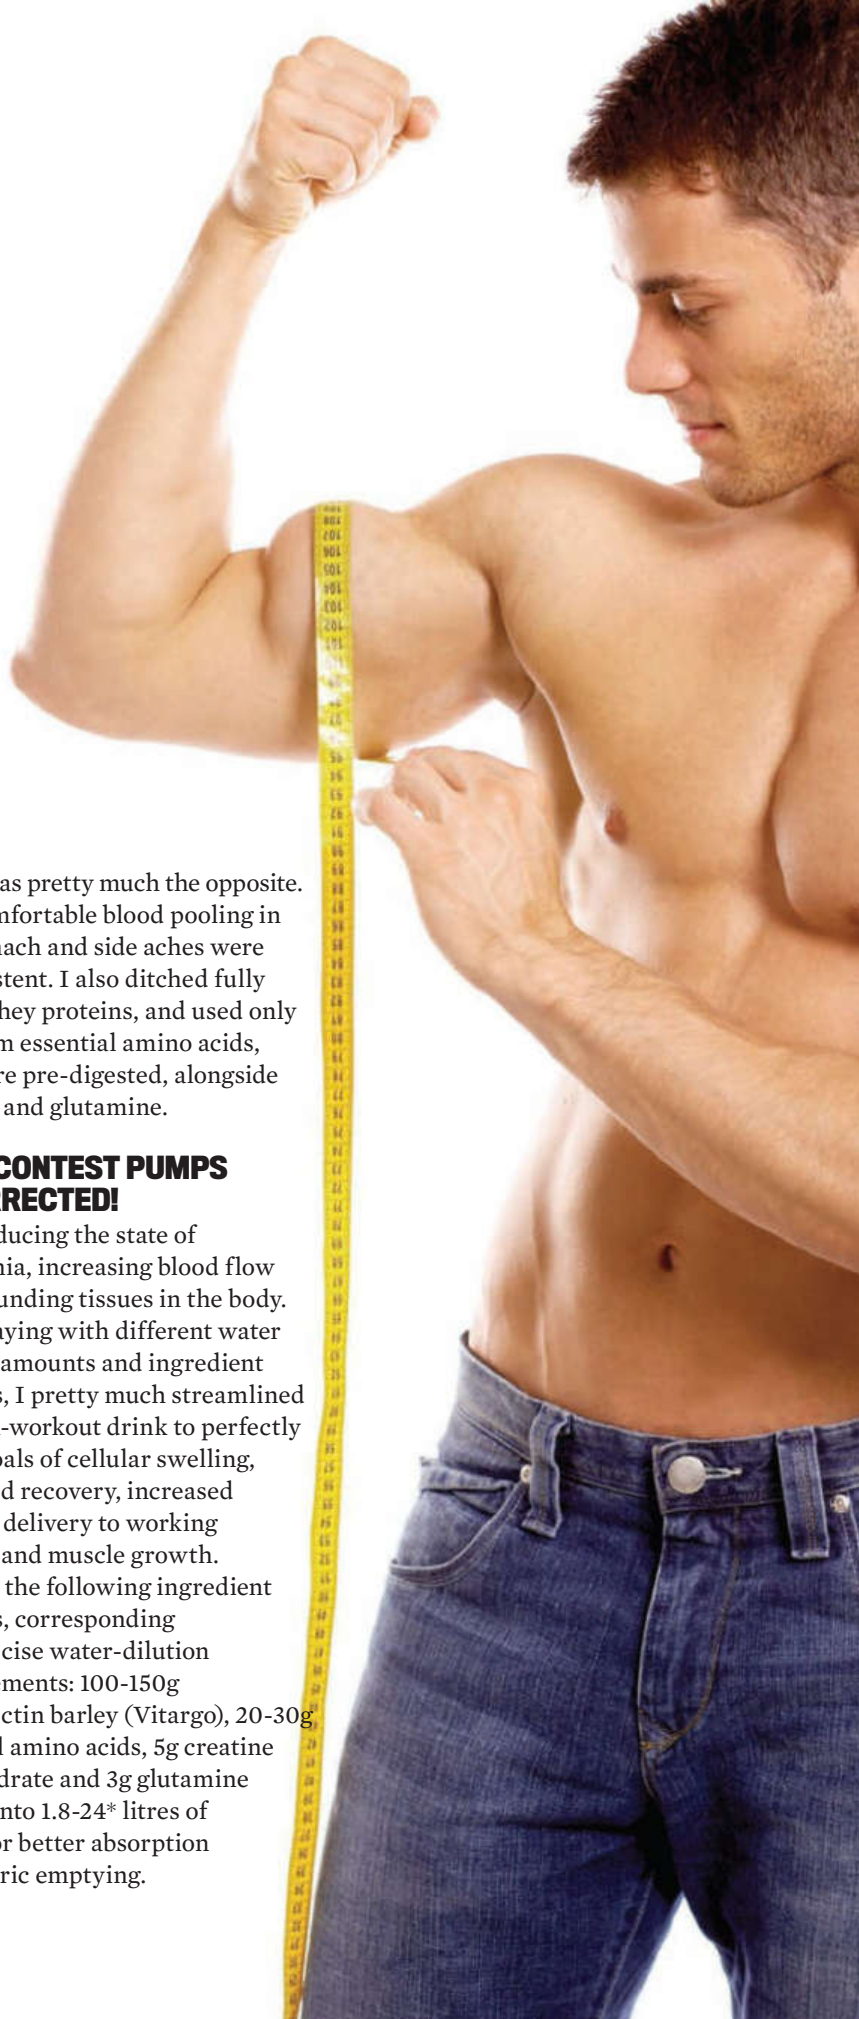 as pretty much the opposite.
mfortable blood pooling in
nach and side aches were
stent. I also ditched fully
hey proteins, and used only
m essential amino acids,
re pre-digested, alongside
and glutamine.
CONTEST PUMPS
RRECTED!
ducing the state of
nia, increasing blood flow
unding tissues in the body.
aying with different water
amounts and ingredient
s, I pretty much streamlined
-workout drink to perfectly
oals of cellular swelling,
d recovery, increased
delivery to working
and muscle growth.
the following ingredient
s, corresponding
cise water-dilution
ements: 100-150g
ctin barley (Vitargo), 20-30g
l amino acids, 5g creatine
drate and 3g glutamine
nto 1.8-24* litres of
or better absorption
ric emptying.